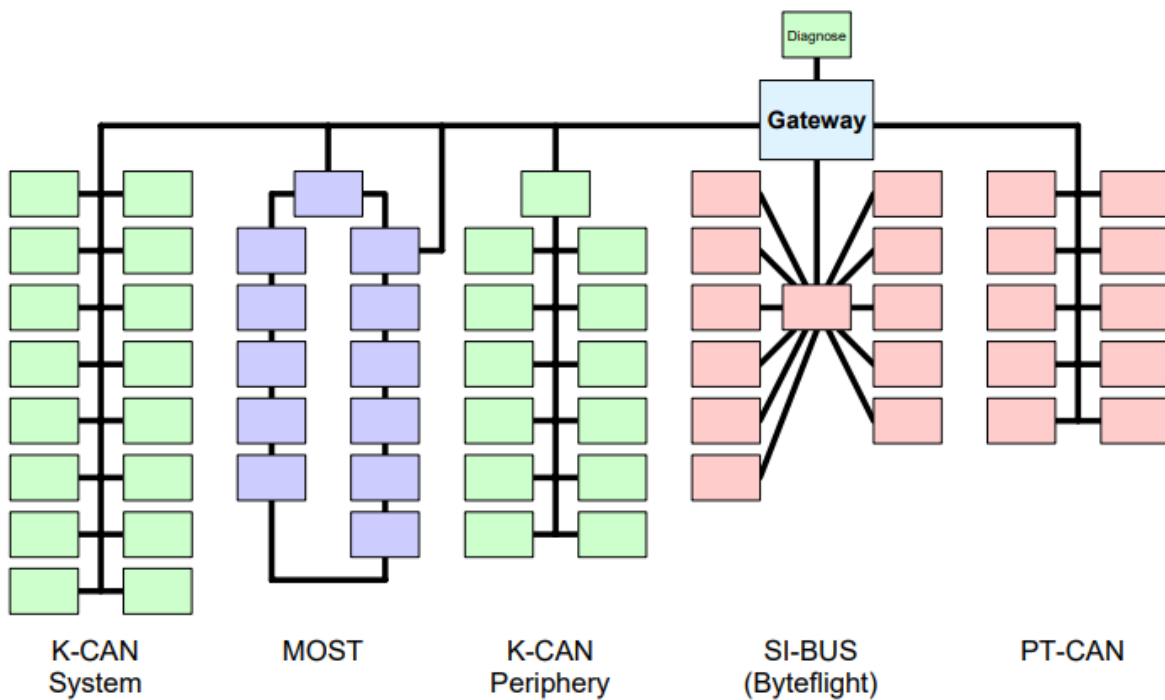 Diagnose
Gateway
K-CAN
System
MOST
K-CAN
Periphery
SI-BUS
(Byteflight)
PT-CAN